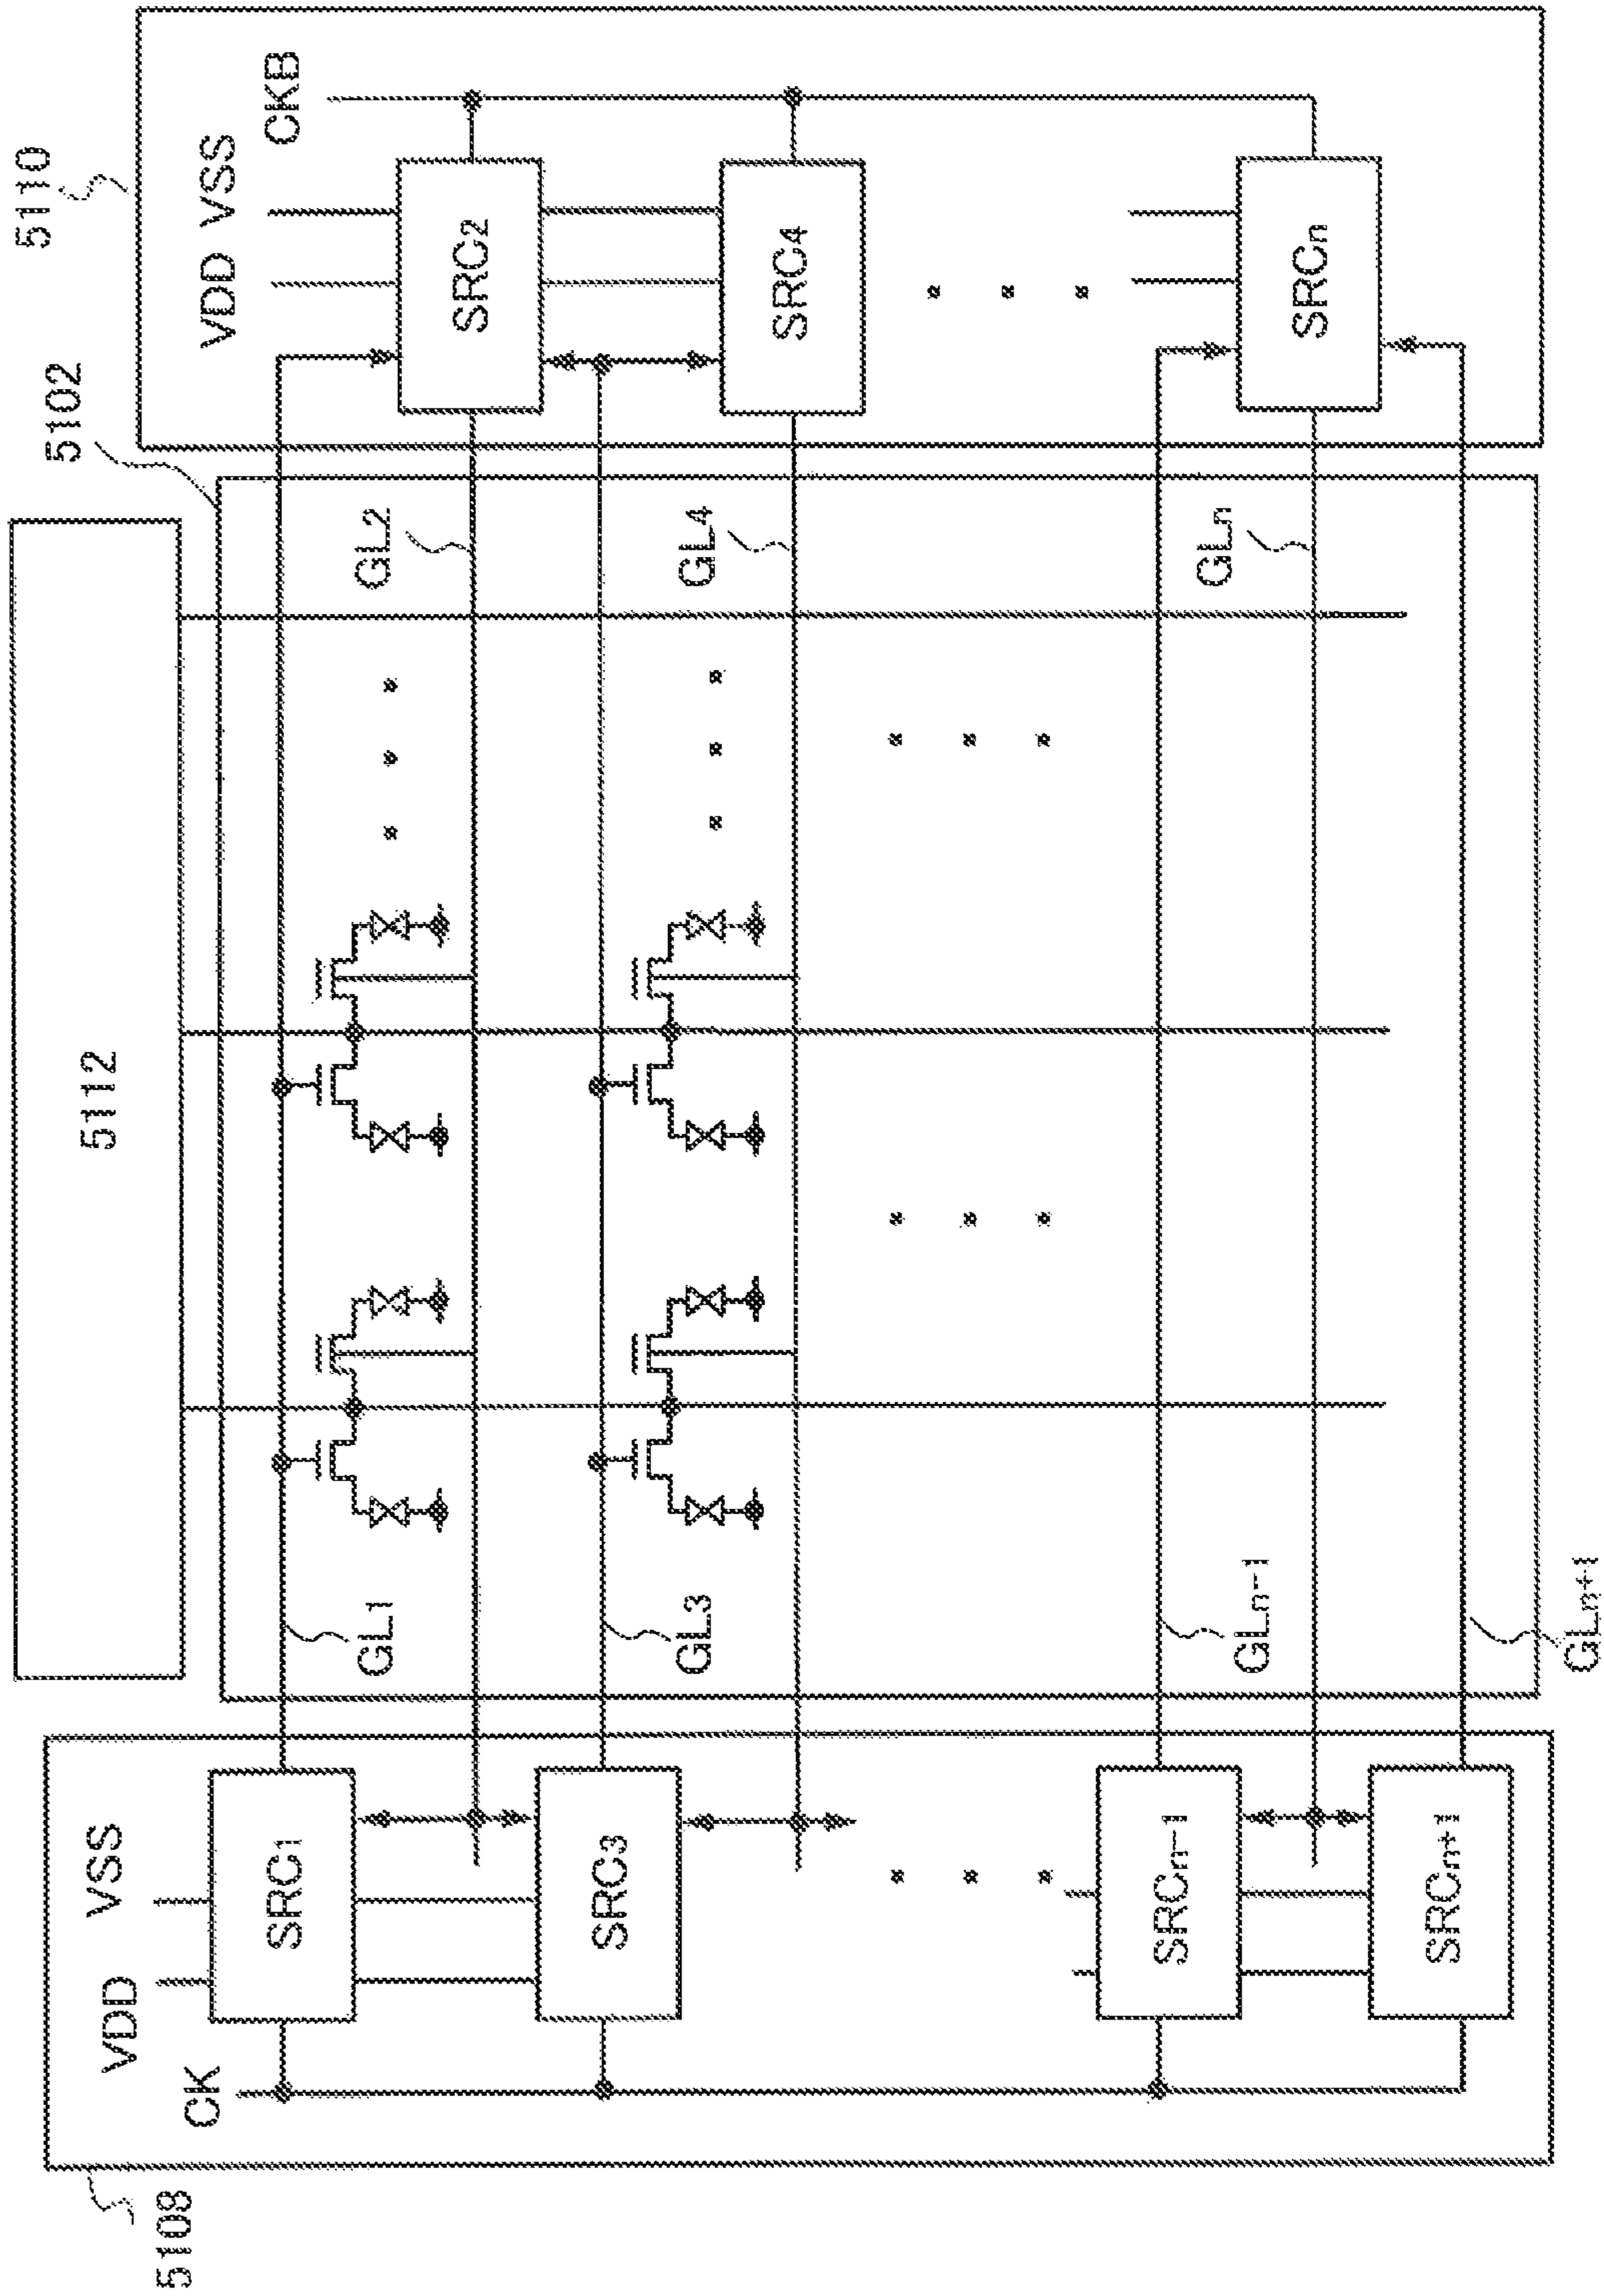 5110
5102
5112
5108
VDD VSS
CKB
SRC2
SRC4
SRCn
GL2
GL4
GLn
GL1
GL3
GLn-1
GLn+1
VDD
VSS
CK
SRC1
SRC3
SRCn-1
SRCn+1